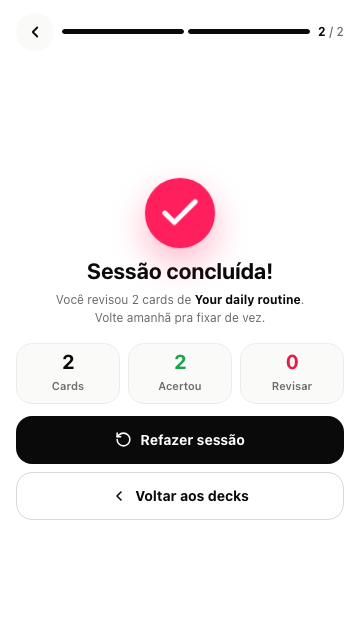 2 / 2
Sessão concluída!
Você revisou 2 cards de Your daily routine.
Volte amanhã pra fixar de vez.
2
Cards
2
Acertou
0
Revisar
Refazer sessão
Voltar aos decks